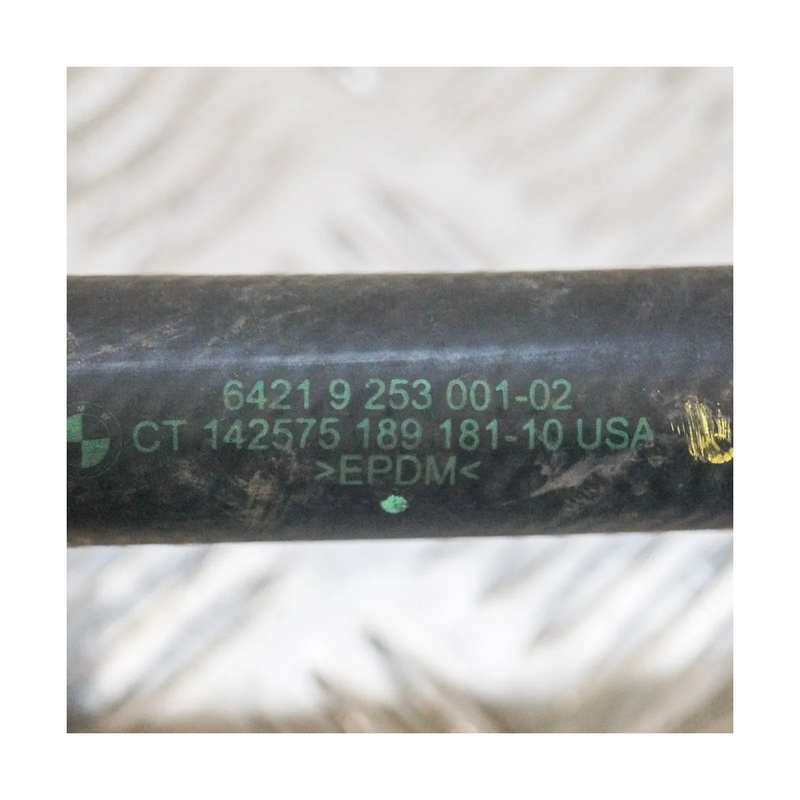 6421 9 253 001-02
CT 142575 189 181-10 USA
>EPDM<